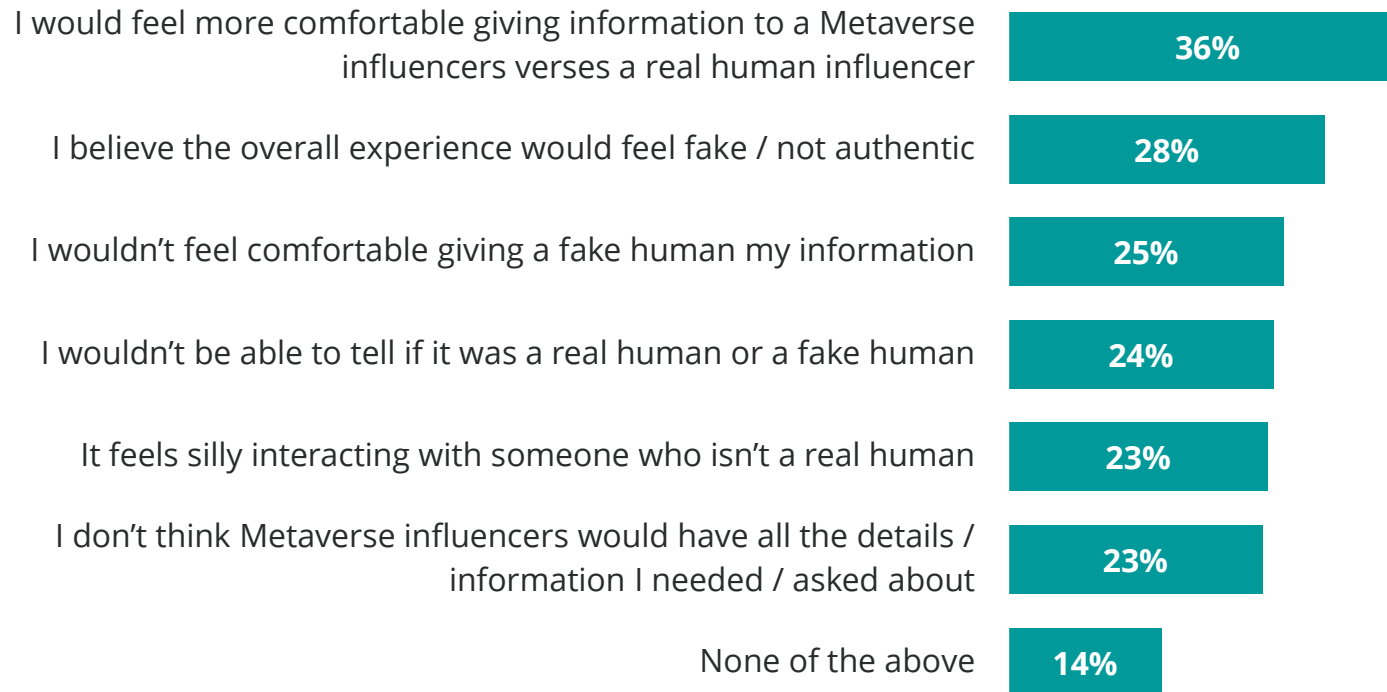 I would feel more comfortable giving information to a Metaverse
influencers verses a real human influencer
36%
I believe the overall experience would feel fake / not authentic
28%
I wouldn’t feel comfortable giving a fake human my information
25%
I wouldn’t be able to tell if it was a real human or a fake human
24%
It feels silly interacting with someone who isn’t a real human
23%
I don’t think Metaverse influencers would have all the details /
information I needed / asked about
23%
None of the above
14%